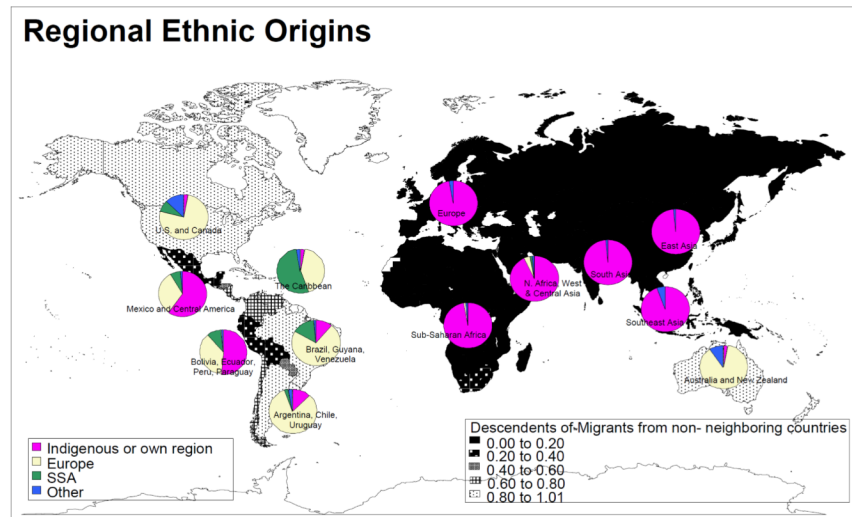 Regional Ethnic Origins
U.S. and Canada
Europe
East Asia
The Caribbean
South Asia
N. Africa, West
& Central Asia
Mexico and Central America
Sub-Saharan Africa
Southeast Asia
Brazil, Guyana,
Venezuela
Bolivia, Ecuador,
Peru, Paraguay
Australia and New Zealand
Argentina, Chile,
Uruguay
Indigenous or own region
Europe
SSA
Other
Descendents of Migrants from non- neighboring countries
0.00 to 0.20
0.20 to 0.40
0.40 to 0.60
0.60 to 0.80
0.80 to 1.01